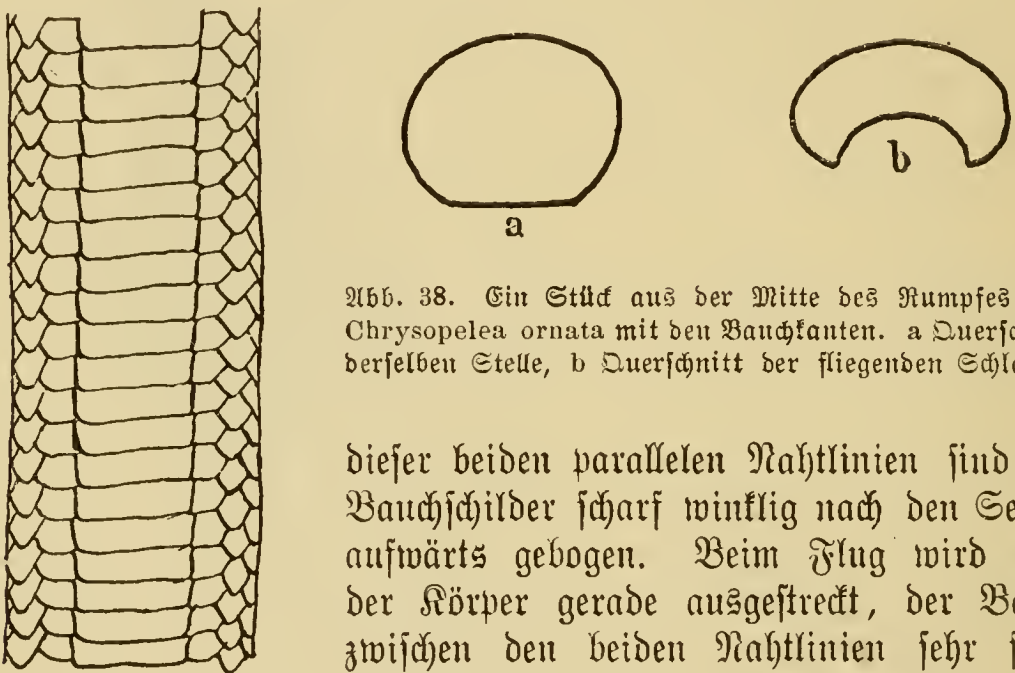 a
b
Abb. 38. Ein Stück aus der Mitte des Rumpfes
Chrysopelea ornata mit den Bauchkanten. a Quersch
derselben Stelle, b Querschnitt der fliegenden Schl
dieser beiden parallelen Nahtlinien sind
Bauchschilder scharf winklig nach den Se
aufwärts gebogen. Beim Flug wird
der Körper gerade ausgestreckt, der B
zwischen den beiden Nahtlinien sehr